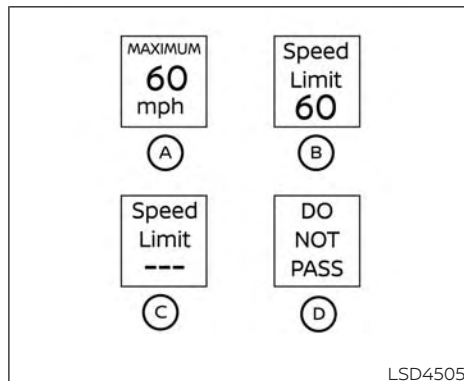 MAXIMUM
60
mph
A
Speed
Limit
60
B
Speed
Limit
---
C
DO
NOT
PASS
D
LSD4505